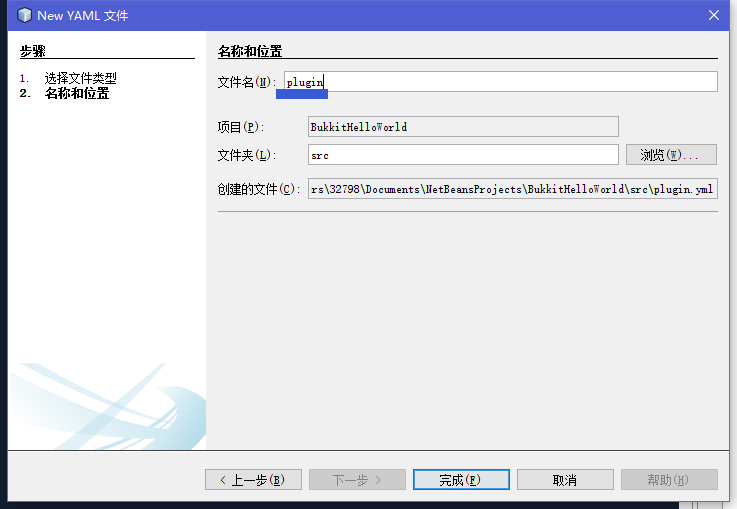 New YAML 文件
步骤
1. 选择文件类型
2. 名称和位置
名称和位置
文件名(N): plugin
项目(P): BukkitHelloWorld
文件夹(L): src 浏览(W)...
创建的文件(C): rs\32798\Documents\NetBeansProjects\BukkitHelloWorld\src\plugin.yml
< 上一步(B) 下一步 > 完成(F) 取消 帮助(H)